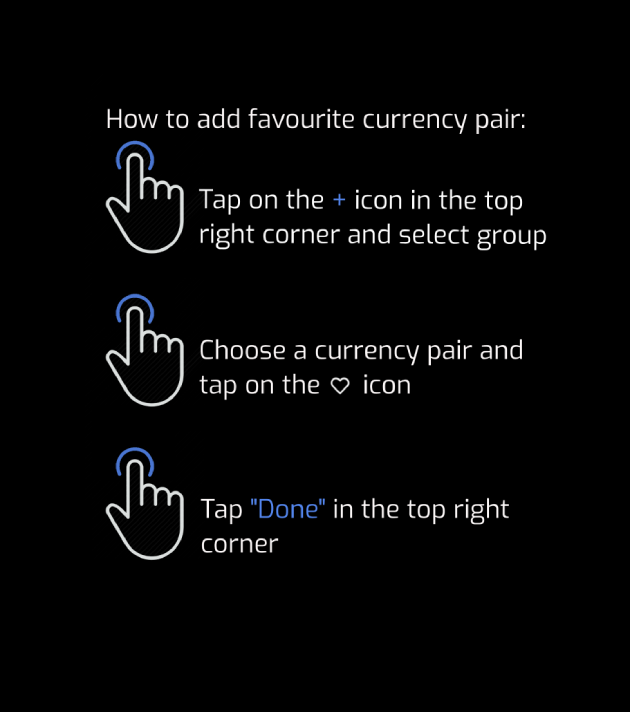 How to add favourite currency pair:
Tap on the + icon in the top
right corner and select group
Choose a currency pair and
tap on the ♡ icon
Tap "Done" in the top right
corner